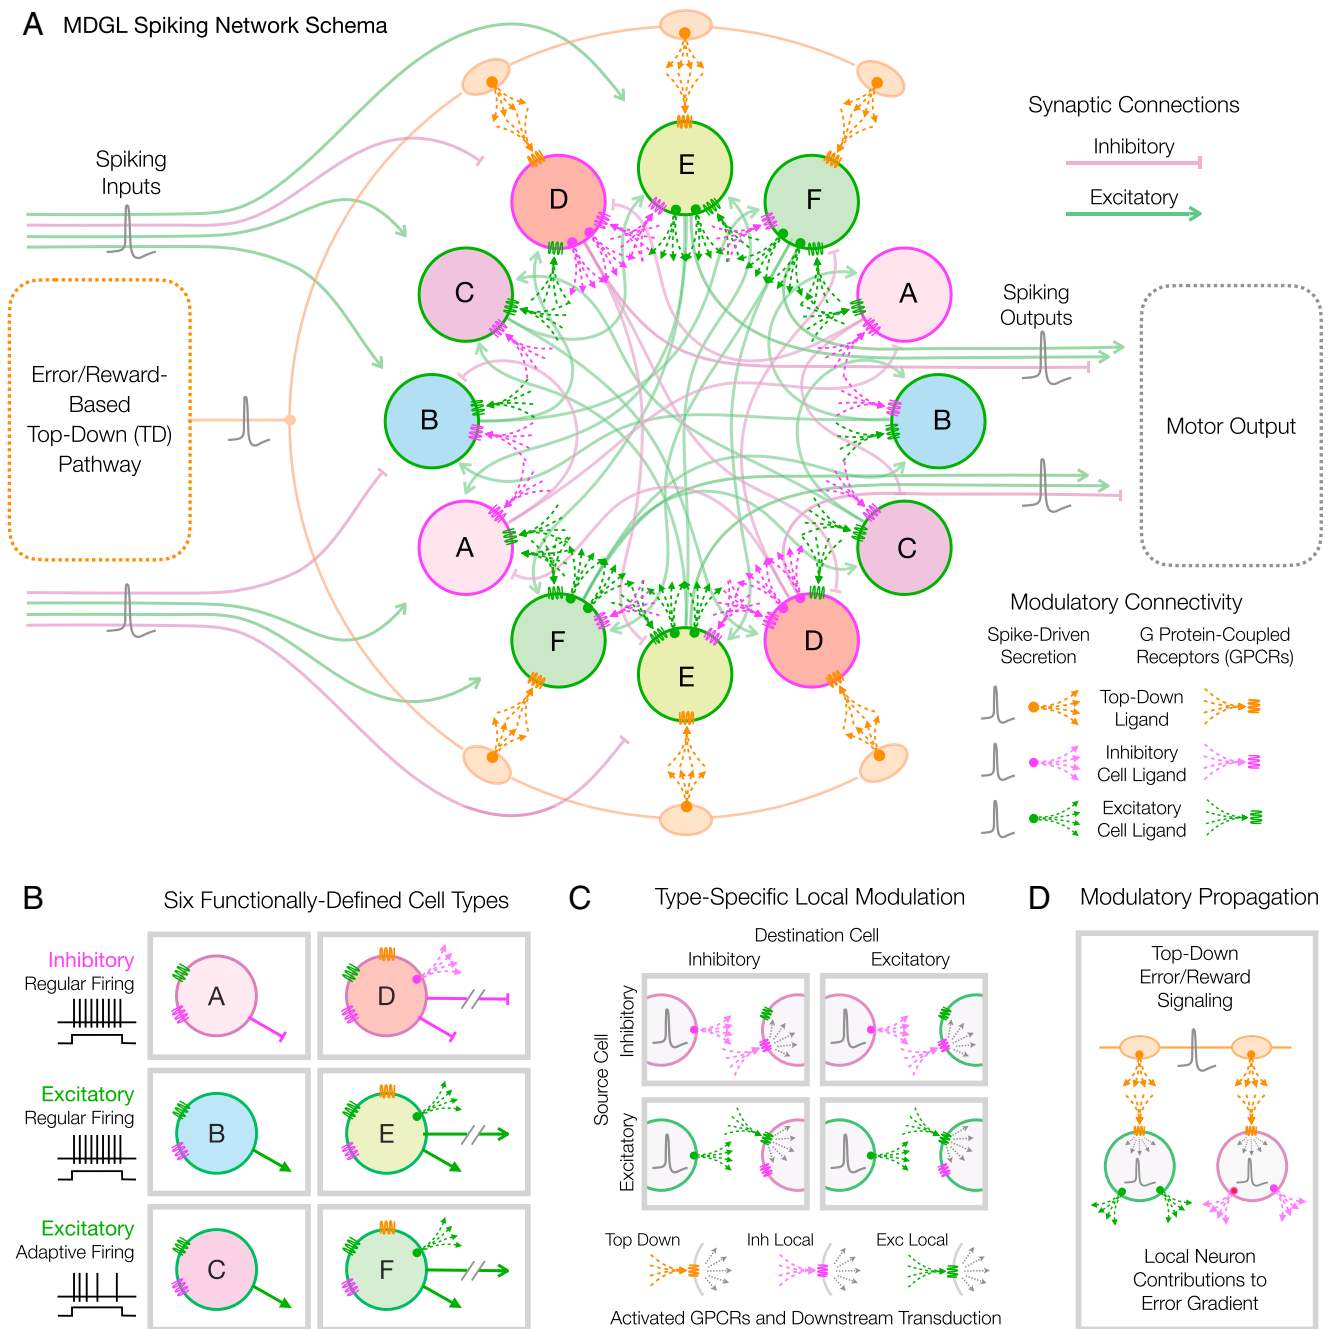 A MDGL Spiking Network Schema
Spiking
Inputs
Error/Reward-
Based
Top-Down (TD)
Pathway
E
D
F
C
A
B
B
A
C
F
D
E
Synaptic Connections
Inhibitory
Excitatory
Spiking
Outputs
Motor Output
Modulatory Connectivity
Spike-Driven
Secretion
G Protein-Coupled
Receptors (GPCRs)
Top-Down
Ligand
Inhibitory
Cell Ligand
Excitatory
Cell Ligand
B Six Functionally-Defined Cell Types
Inhibitory
Regular Firing
A
D
Excitatory
Regular Firing
B
E
Excitatory
Adaptive Firing
C
F
C Type-Specific Local Modulation
Destination Cell
Inhibitory
Excitatory
Source Cell
Inhibitory
Excitatory
Top Down
Inh Local
Exc Local
Activated GPCRs and Downstream Transduction
D Modulatory Propagation
Top-Down
Error/Reward
Signaling
Local Neuron
Contributions to
Error Gradient